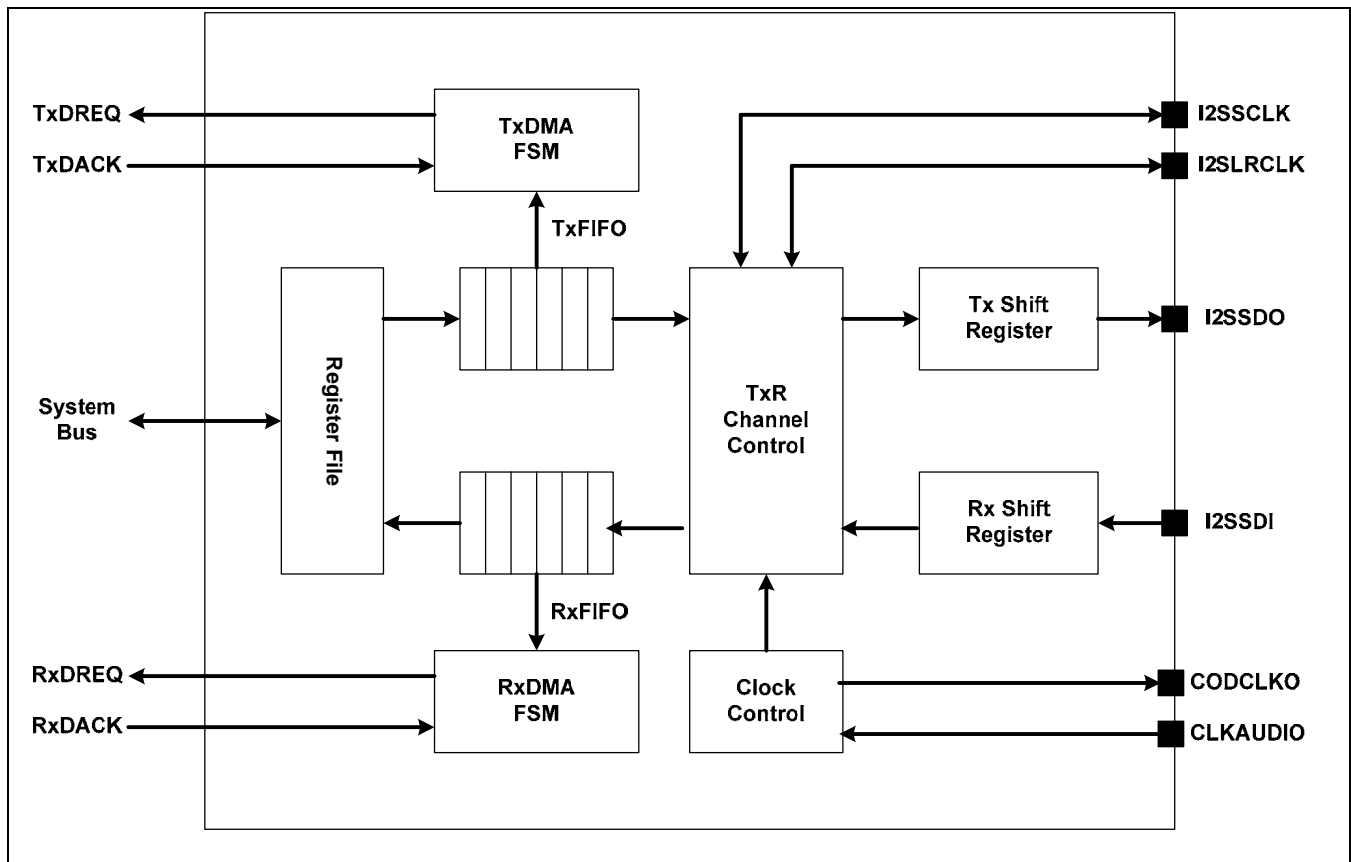 TxDREQ
TxDACK
TxDMA
FSM
I2SSCLK
I2SLRCLK
TxFIFO
Register File
TxR
Channel
Control
Tx Shift
Register
I2SSDO
System
Bus
Rx Shift
Register
I2SSDI
RxFIFO
RxDREQ
RxDACK
RxDMA
FSM
Clock
Control
CODCLKO
CLKAUDIO